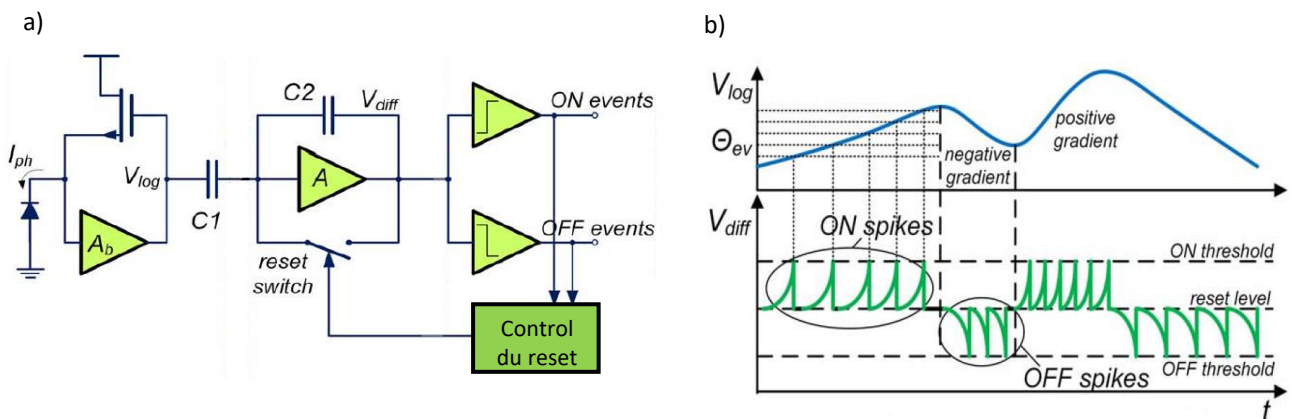 a)
C2
V_diff
ON events
I_ph
V_log
C1
A
A_b
reset
switch
OFF events
Control
du reset
b)
V_log
Θ_ev
positive
gradient
negative
gradient
V_diff
ON spikes
ON threshold
reset level
OFF spikes
OFF threshold
t